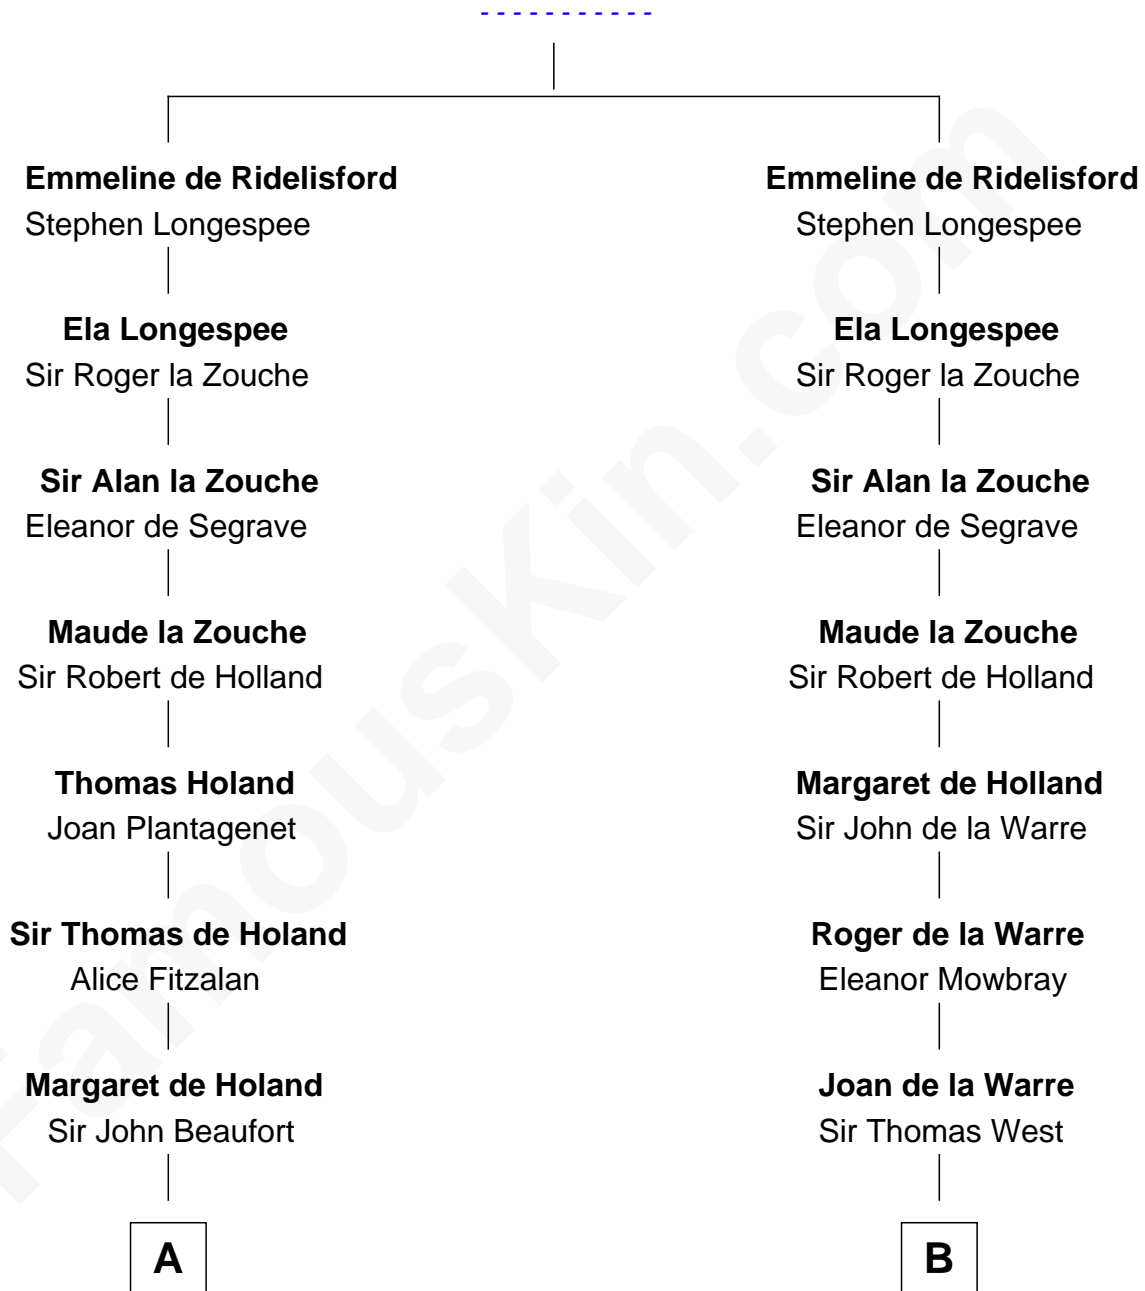 - - - - - - - - - - -
Emmeline de Ridelisford
Stephen Longespee
Ela Longespee
Sir Roger la Zouche
Sir Alan la Zouche
Eleanor de Segrave
Maude la Zouche
Sir Robert de Holland
Thomas Holand
Joan Plantagenet
Sir Thomas de Holand
Alice Fitzalan
Margaret de Holand
Sir John Beaufort
A
Emmeline de Ridelisford
Stephen Longespee
Ela Longespee
Sir Roger la Zouche
Sir Alan la Zouche
Eleanor de Segrave
Maude la Zouche
Sir Robert de Holland
Margaret de Holland
Sir John de la Warre
Roger de la Warre
Eleanor Mowbray
Joan de la Warre
Sir Thomas West
B
FamousKin.com